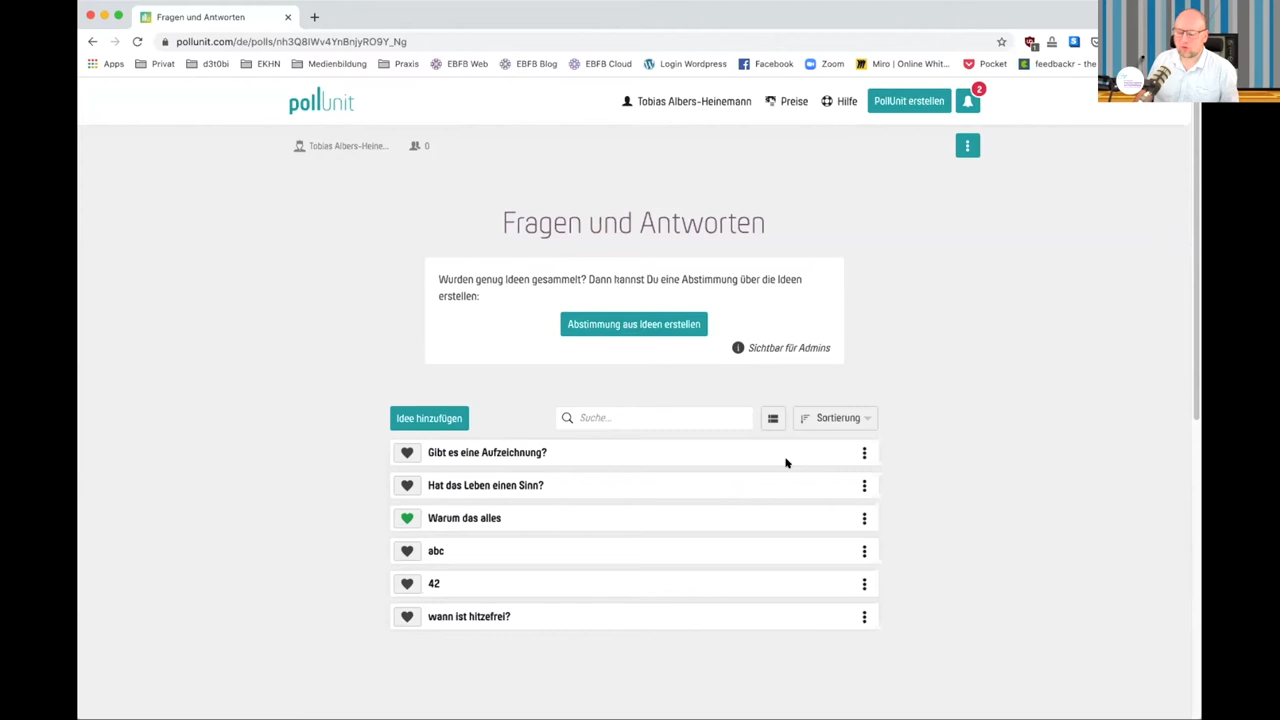 Fragen und Antworten
pollunit.com/de/polls/nh3Q8IWv4YnBnjyRO9Y_Ng
Apps Privat d3t0bi EKHN Medienbildung Praxis EBFB Web EBFB Blog EBFB Cloud Login Wordpress Facebook Zoom Miro | Online Whit... Pocket feedbackr - the
pollUnit Tobias Albers-Heinemann Preise Hilfe PollUnit erstellen 2
Tobias Albers-Heine... 0
Fragen und Antworten
Wurden genug Ideen gesammelt? Dann kannst Du eine Abstimmung über die Ideen
erstellen:
Abstimmung aus Ideen erstellen
Sichtbar für Admins
Idee hinzufügen Suche... Sortierung
Gibt es eine Aufzeichnung?
Hat das Leben einen Sinn?
Warum das alles
abc
42
wann ist hitzefrei?